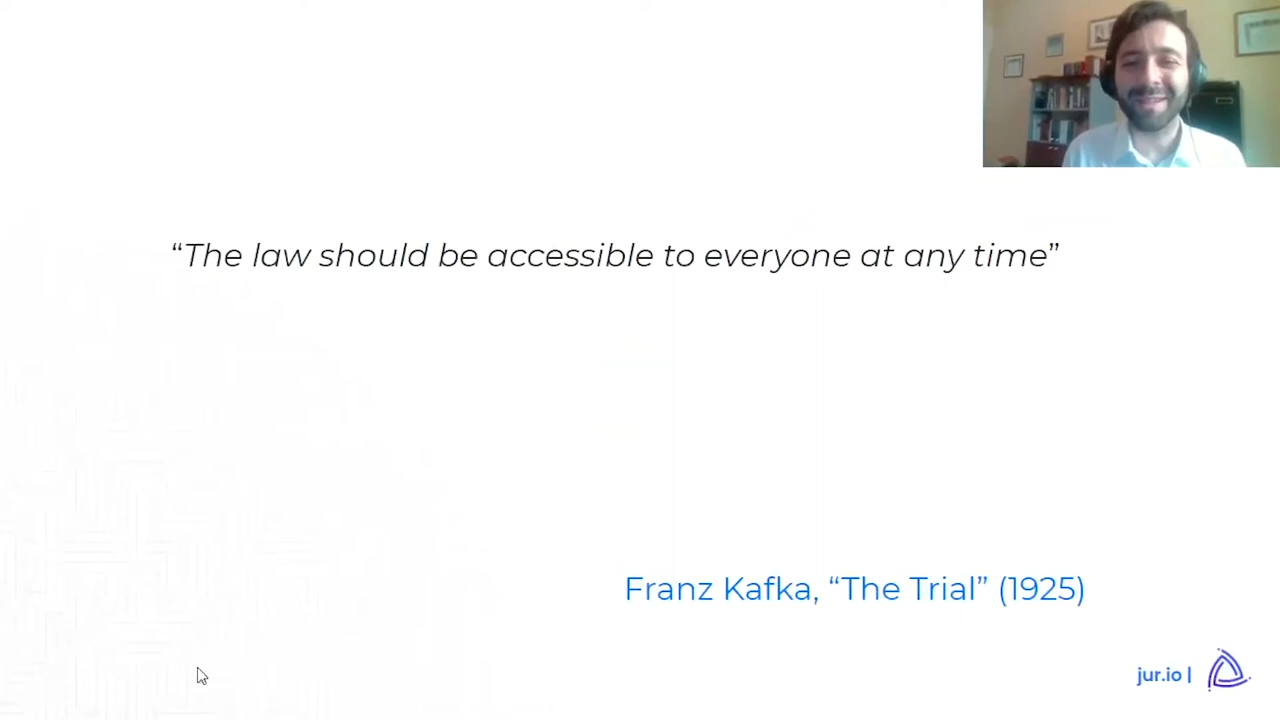 “The law should be accessible to everyone at any time”
Franz Kafka, “The Trial” (1925)
jur.io |